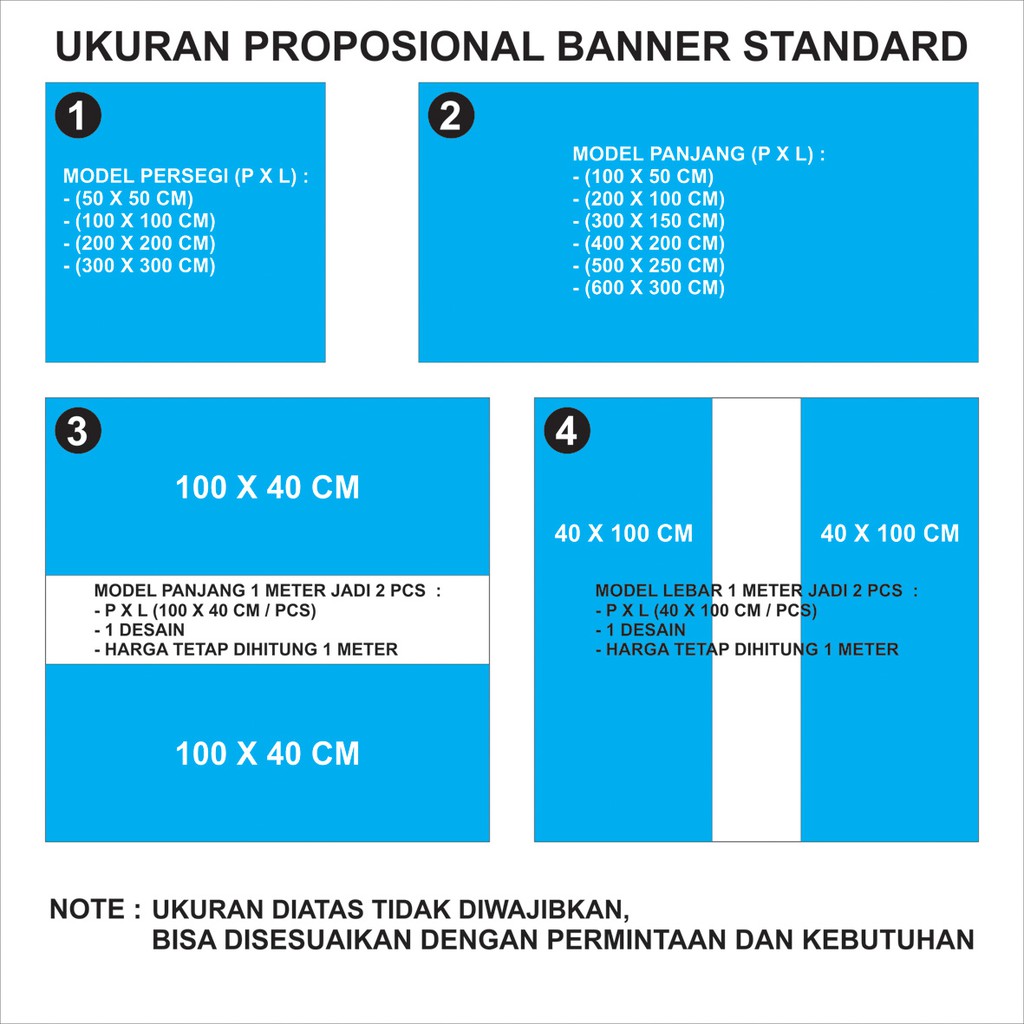 UKURAN PROPOSIONAL BANNER STANDARD
1
MODEL PERSEGI (P X L) :
- (50 X 50 CM)
- (100 X 100 CM)
- (200 X 200 CM)
- (300 X 300 CM)
2
MODEL PANJANG (P X L) :
- (100 X 50 CM)
- (200 X 100 CM)
- (300 X 150 CM)
- (400 X 200 CM)
- (500 X 250 CM)
- (600 X 300 CM)
3
100 X 40 CM
MODEL PANJANG 1 METER JADI 2 PCS :
- P X L (100 X 40 CM / PCS)
- 1 DESAIN
- HARGA TETAP DIHITUNG 1 METER
100 X 40 CM
4
40 X 100 CM
40 X 100 CM
MODEL LEBAR 1 METER JADI 2 PCS :
- P X L (40 X 100 CM / PCS)
- 1 DESAIN
- HARGA TETAP DIHITUNG 1 METER
NOTE : UKURAN DIATAS TIDAK DIWAJIBKAN,
BISA DISESUAIKAN DENGAN PERMINTAAN DAN KEBUTUHAN